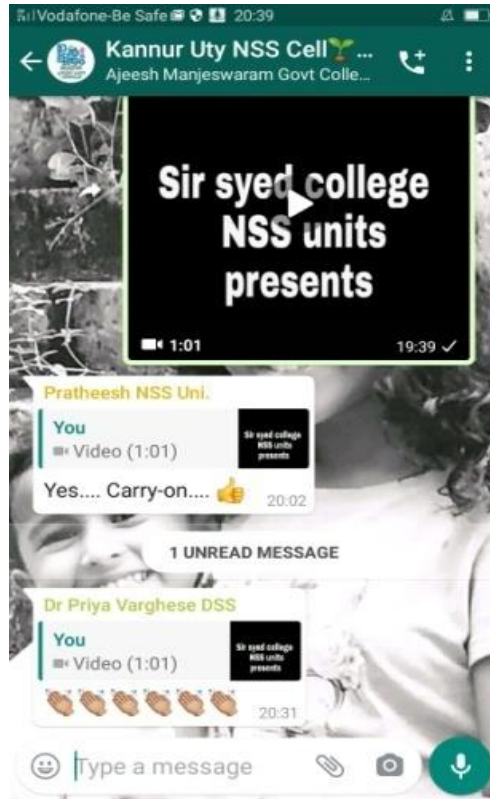 Vodafone-Be Safe 20:39
Kannur Uty NSS Cell🌱...
Ajeesh Manjeswaram Govt Colle...
Sir syed college
NSS units
presents
1:01 19:39
Pratheesh NSS Uni.
You
Video (1:01)
Sir syed college
NSS units
presents
Yes.... Carry-on.... 👍
20:02
1 UNREAD MESSAGE
Dr Priya Varghese DSS
You
Video (1:01)
Sir syed college
NSS units
presents
👏🏽👏🏽👏🏽👏🏽👏🏽👏🏽
20:31
Type a message